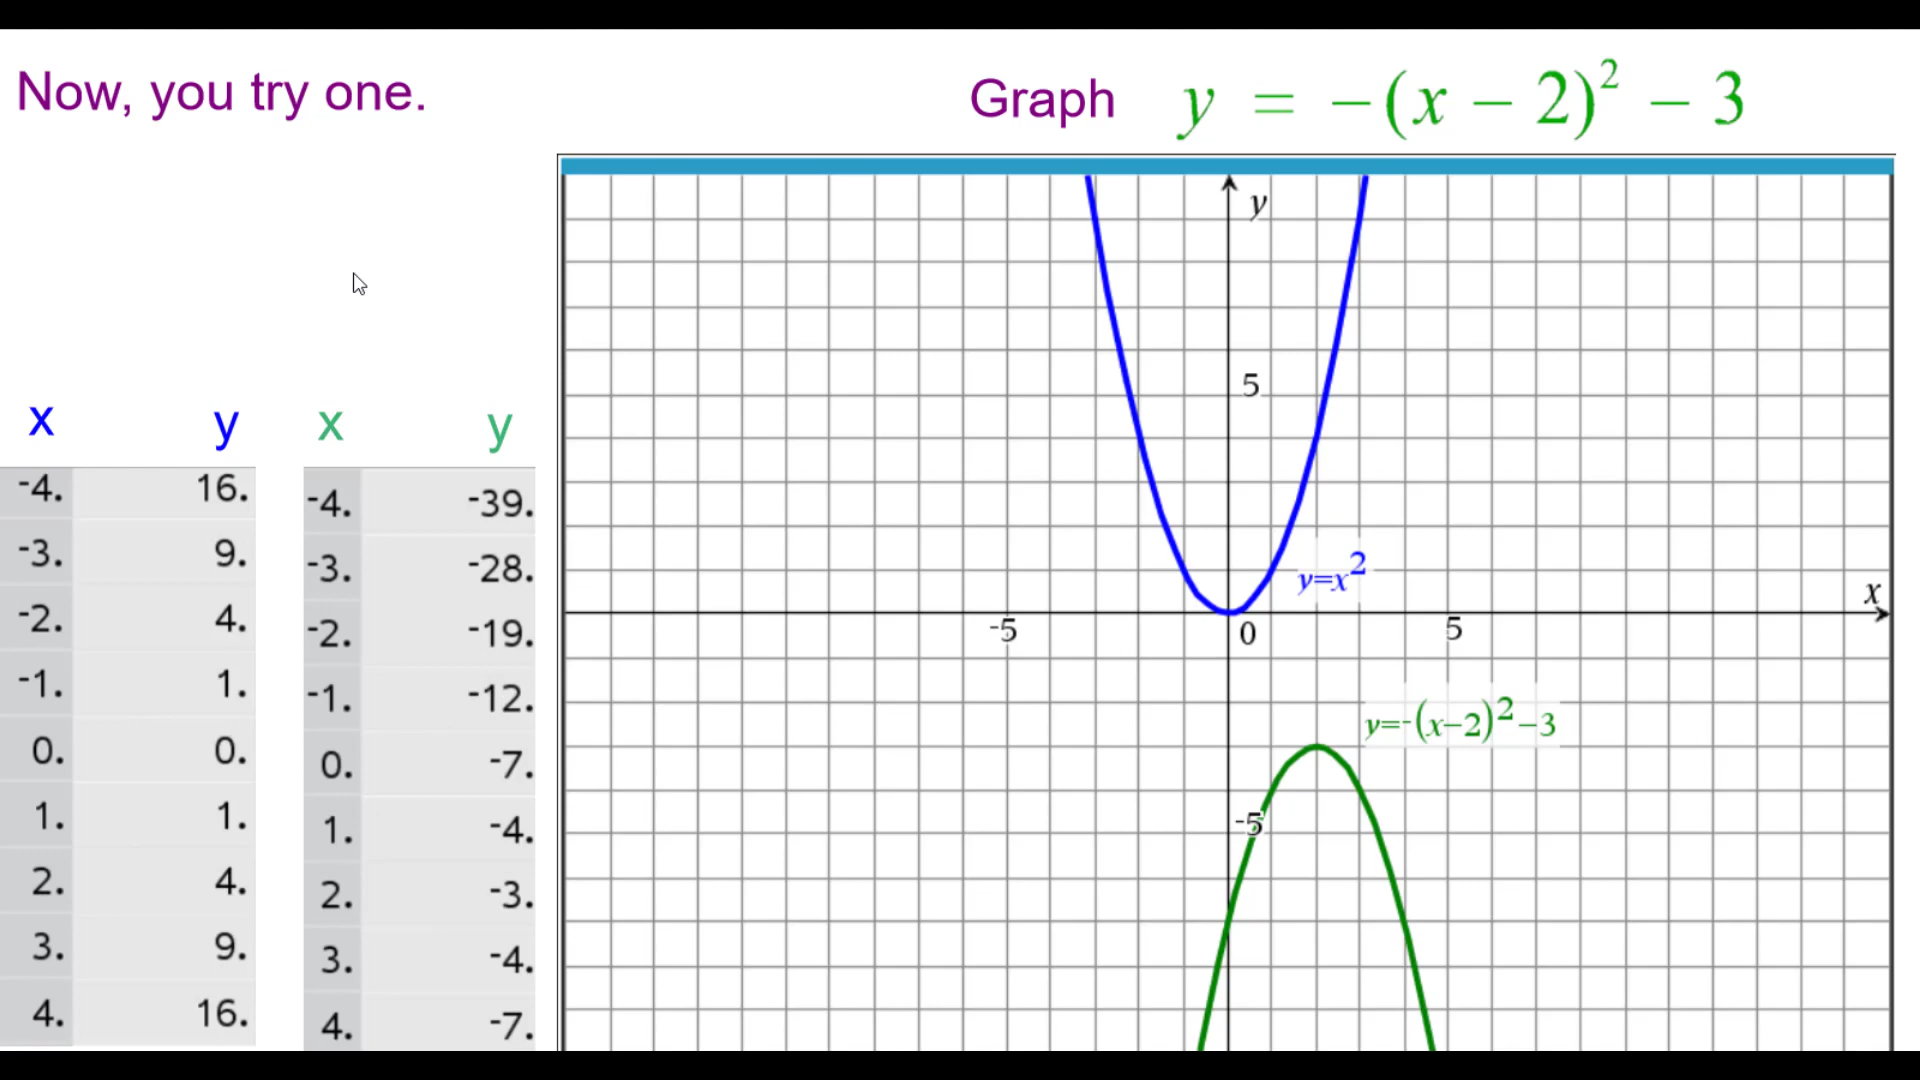 Now, you try one.
Graph y = −(x − 2)² − 3
x y x y
-4. 16. -4. -39.
-3. 9. -3. -28.
-2. 4. -2. -19.
-1. 1. -1. -12.
0. 0. 0. -7.
1. 1. 1. -4.
2. 4. 2. -3.
3. 9. 3. -4.
4. 16. 4. -7.
y
5
y=x²
x
-5 0 5
y=-(x−2)²−3
-5